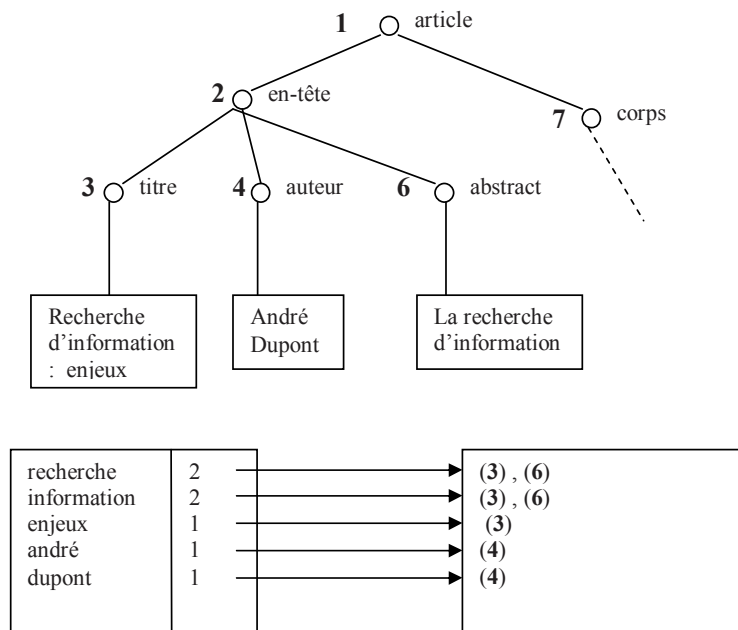 1 article
2 en-tête
7 corps
3 titre
4 auteur
6 abstract
Recherche
d'information
: enjeux
André
Dupont
La recherche
d'information
recherche 2 (3) , (6)
information 2 (3) , (6)
enjeux 1 (3)
andré 1 (4)
dupont 1 (4)